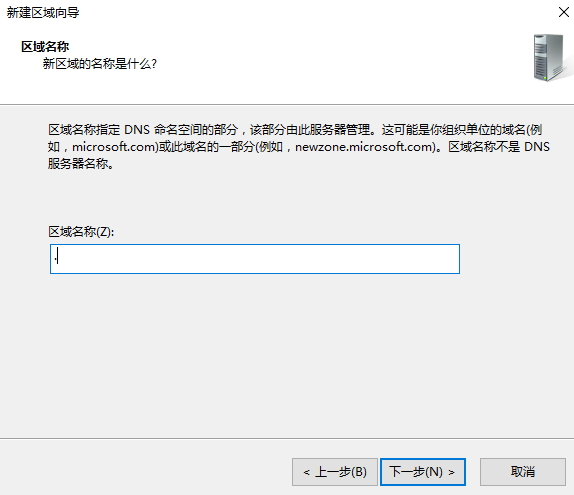 新建区域向导
区域名称
新区域的名称是什么?
区域名称指定 DNS 命名空间的部分，该部分由此服务器管理。这可能是你组织单位的域名(例
如，microsoft.com)或此域名的一部分(例如，newzone.microsoft.com)。区域名称不是 DNS
服务器名称。
区域名称(Z):
.
< 上一步(B)
下一步(N) >
取消